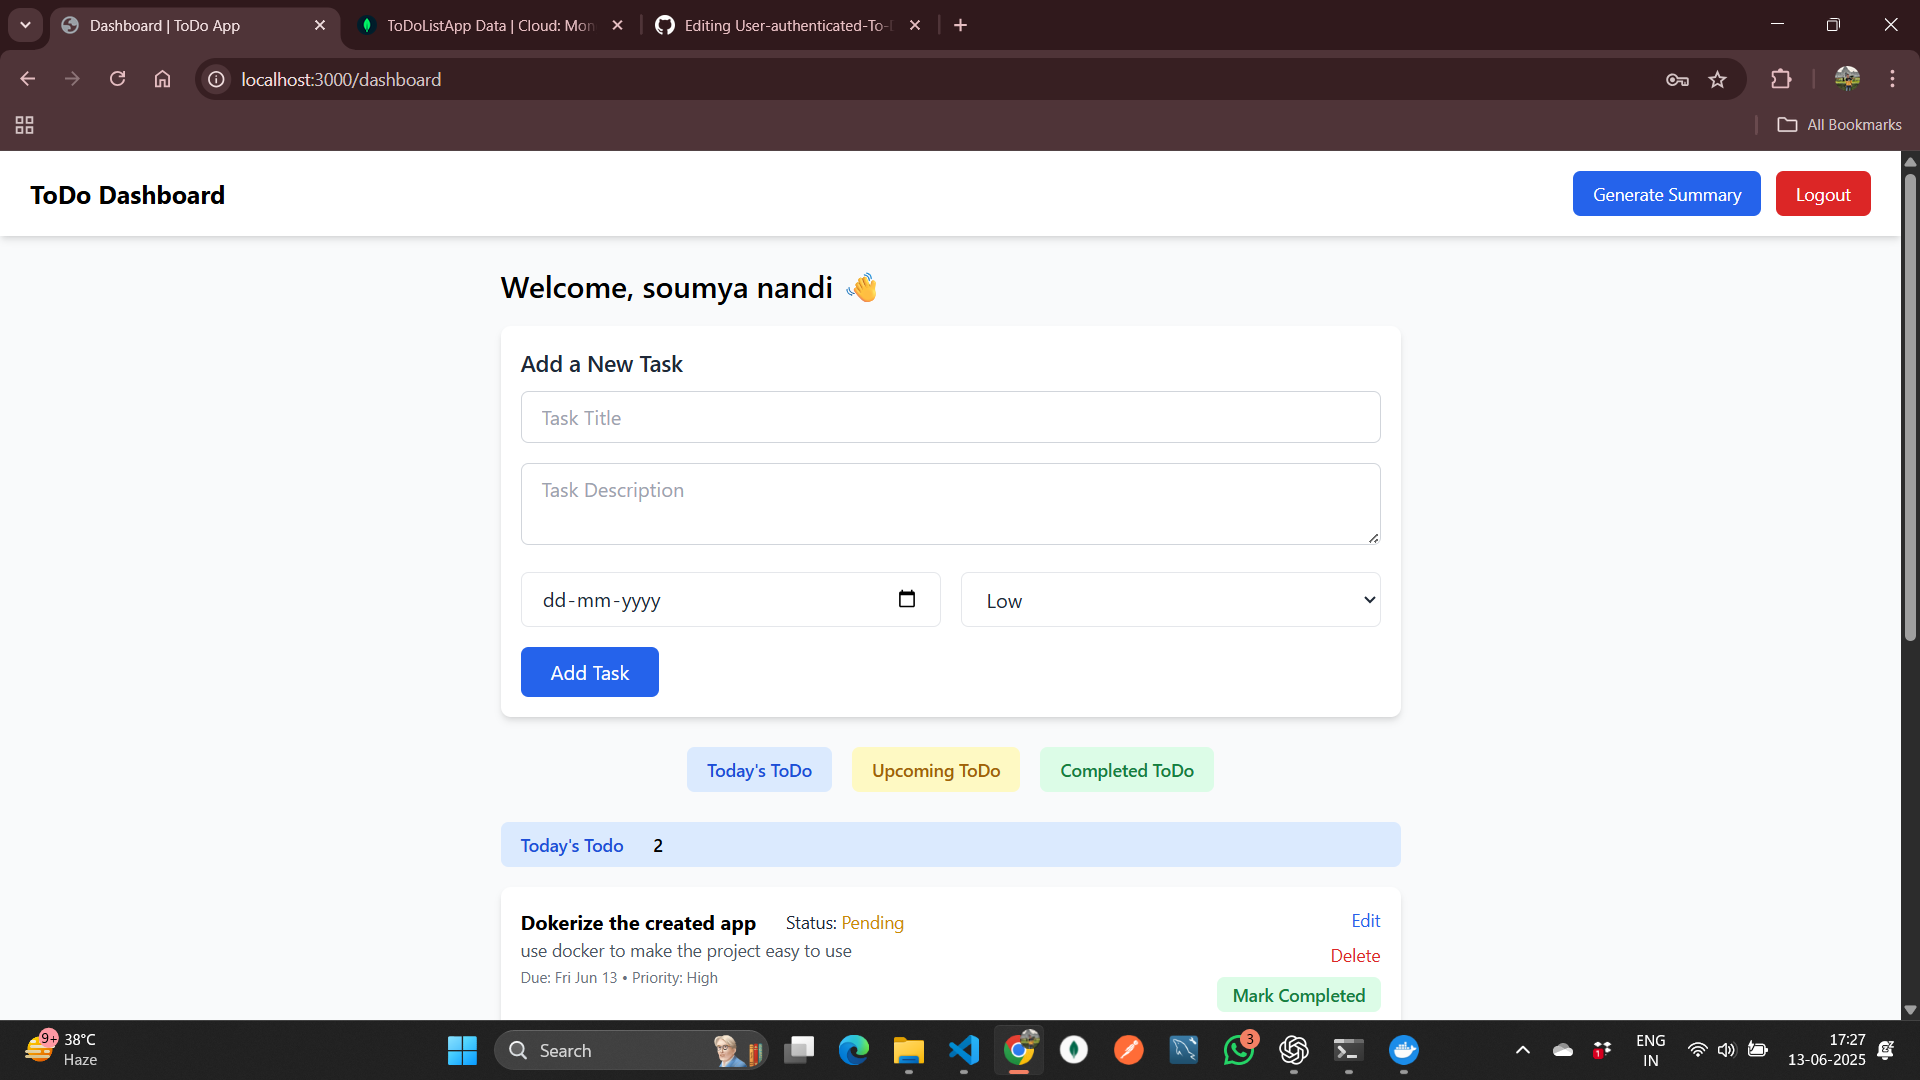 Dashboard | ToDo App
ToDoListApp Data | Cloud: Mon
Editing User-authenticated-To-
localhost:3000/dashboard
All Bookmarks
ToDo Dashboard
Generate Summary
Logout
Welcome, soumya nandi 👋
Add a New Task
Task Title
Task Description
dd-mm-yyyy
Low
Add Task
Today's ToDo
Upcoming ToDo
Completed ToDo
Today's Todo 2
Dokerize the created app Status: Pending
Edit
use docker to make the project easy to use
Delete
Due: Fri Jun 13 • Priority: High
Mark Completed
9+
38°C
Haze
Search
3
1
ENG
IN
17:27
13-06-2025